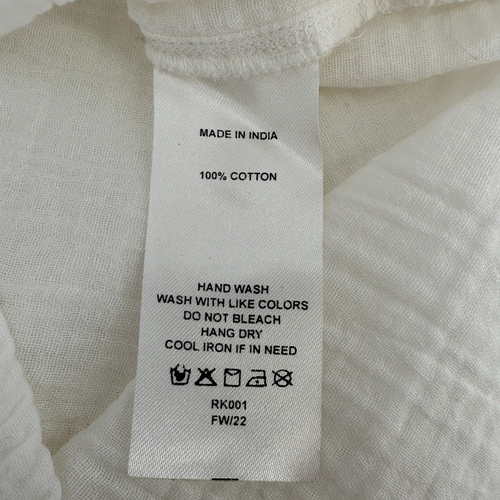 MADE IN INDIA
100% COTTON
HAND WASH
WASH WITH LIKE COLORS
DO NOT BLEACH
HANG DRY
COOL IRON IF IN NEED
RK001
FW/22